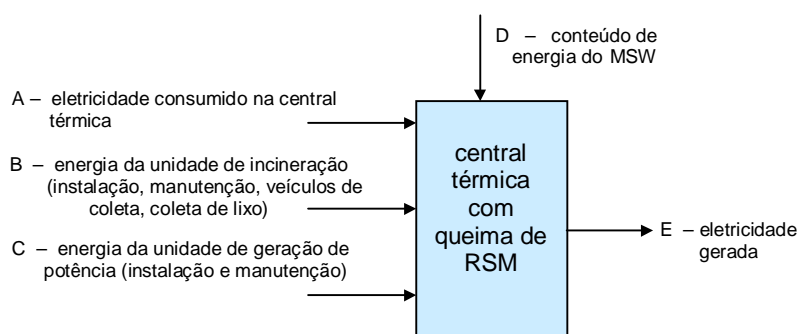 D – conteúdo de
energia do MSW
A – eletricidade consumido na central
térmica
B – energia da unidade de incineração
(instalação, manutenção, veículos de
coleta, coleta de lixo)
C – energia da unidade de geração de
potência (instalação e manutenção)
central
térmica
com
queima de
RSM
E – eletricidade
gerada